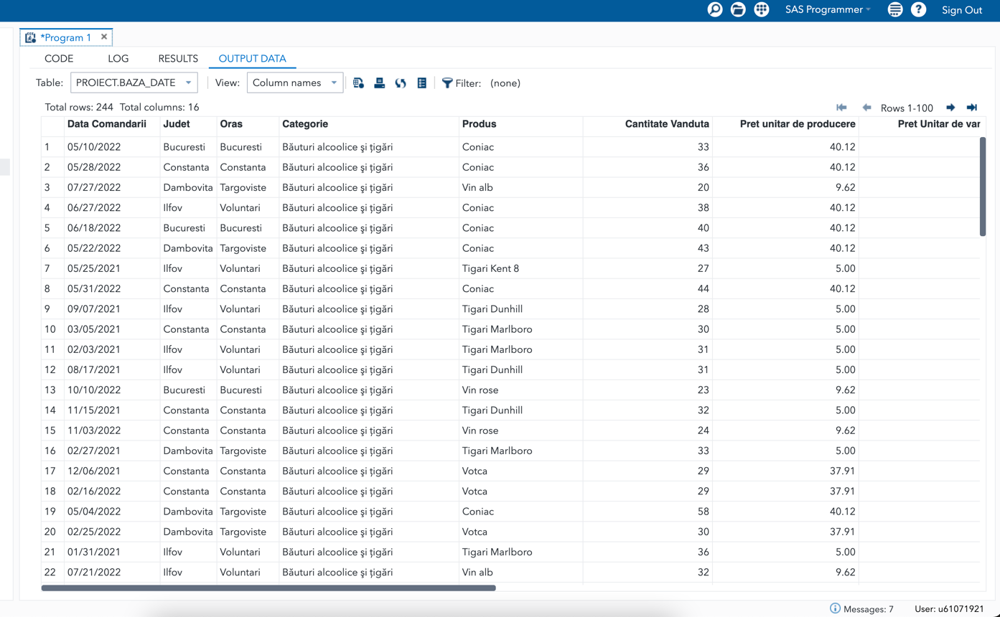 SAS Programmer
Sign Out
*Program 1
CODE LOG RESULTS OUTPUT DATA
Table: PROIECT.BAZA_DATE View: Column names Filter: (none)
Total rows: 244 Total columns: 16 Rows 1-100
Data Comandarii Judet Oras Categorie Produs Cantitate Vanduta Pret unitar de producere Pret Unitar de var
1 05/10/2022 Bucuresti Bucuresti Băuturi alcoolice şi ţigări Coniac 33 40.12
2 05/28/2022 Constanta Constanta Băuturi alcoolice şi ţigări Coniac 36 40.12
3 07/27/2022 Dambovita Targoviste Băuturi alcoolice şi ţigări Vin alb 20 9.62
4 06/27/2022 Ilfov Voluntari Băuturi alcoolice şi ţigări Coniac 38 40.12
5 06/18/2022 Bucuresti Bucuresti Băuturi alcoolice şi ţigări Coniac 40 40.12
6 05/22/2022 Dambovita Targoviste Băuturi alcoolice şi ţigări Coniac 43 40.12
7 05/25/2021 Ilfov Voluntari Băuturi alcoolice şi ţigări Tigari Kent 8 27 5.00
8 05/31/2022 Constanta Constanta Băuturi alcoolice şi ţigări Coniac 44 40.12
9 09/07/2021 Ilfov Voluntari Băuturi alcoolice şi ţigări Tigari Dunhill 28 5.00
10 03/05/2021 Constanta Constanta Băuturi alcoolice şi ţigări Tigari Marlboro 30 5.00
11 02/03/2021 Ilfov Voluntari Băuturi alcoolice şi ţigări Tigari Marlboro 31 5.00
12 08/17/2021 Ilfov Voluntari Băuturi alcoolice şi ţigări Tigari Dunhill 31 5.00
13 10/10/2022 Bucuresti Bucuresti Băuturi alcoolice şi ţigări Vin rose 23 9.62
14 11/15/2021 Constanta Constanta Băuturi alcoolice şi ţigări Tigari Dunhill 32 5.00
15 11/03/2022 Constanta Constanta Băuturi alcoolice şi ţigări Vin rose 24 9.62
16 02/27/2021 Dambovita Targoviste Băuturi alcoolice şi ţigări Tigari Marlboro 33 5.00
17 12/06/2021 Constanta Constanta Băuturi alcoolice şi ţigări Votca 29 37.91
18 02/16/2022 Constanta Constanta Băuturi alcoolice şi ţigări Votca 29 37.91
19 05/04/2022 Dambovita Targoviste Băuturi alcoolice şi ţigări Coniac 58 40.12
20 02/25/2022 Dambovita Targoviste Băuturi alcoolice şi ţigări Votca 30 37.91
21 01/31/2021 Ilfov Voluntari Băuturi alcoolice şi ţigări Tigari Marlboro 36 5.00
22 07/21/2022 Ilfov Voluntari Băuturi alcoolice şi ţigări Vin alb 32 9.62
Messages: 7 User: u61071921